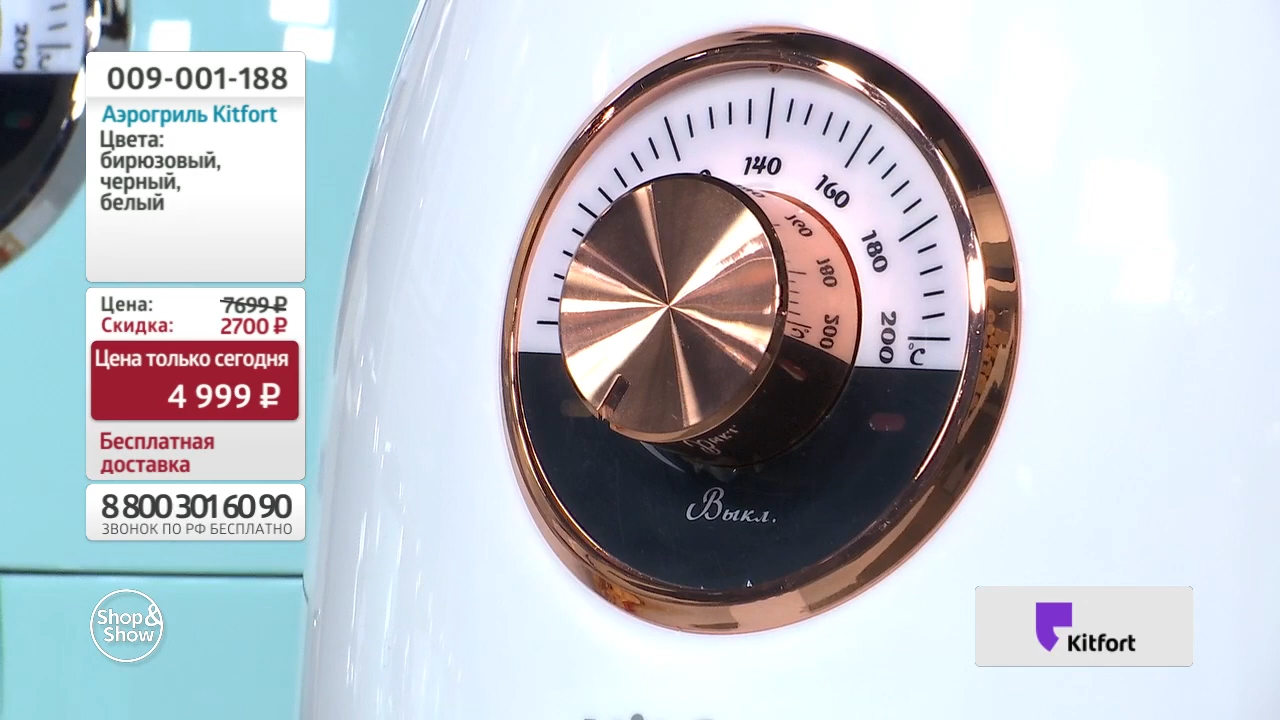 009-001-188
Аэрогриль Kitfort
Цвета:
бирюзовый,
черный,
белый
Цена: 7699 ₽
Скидка: 2700 ₽
Цена только сегодня
4 999 ₽
Бесплатная
доставка
8 800 301 60 90
ЗВОНОК ПО РФ БЕСПЛАТНО
Shop&
Show
200
140
160
180
200
°C
Выкл.
Kitfort